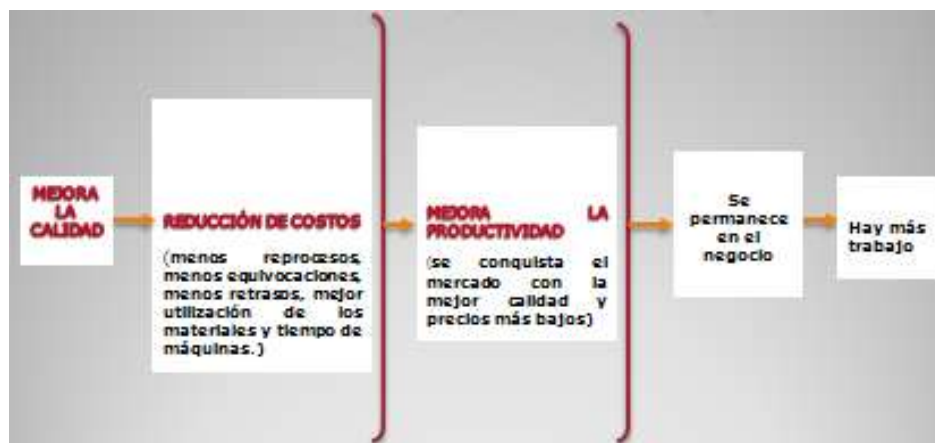 MEJORA
LA
CALIDAD
REDUCCIÓN DE COSTOS
(menos reprocesos,
menos equivocaciones,
menos retrasos, mejor
utilización de los
materiales y tiempo de
máquinas.)
MEJORA LA
PRODUCTIVIDAD
(se conquista el
mercado con la
mejor calidad y
precios más bajos)
Se
permanece
en el
negocio
Hay más
trabajo